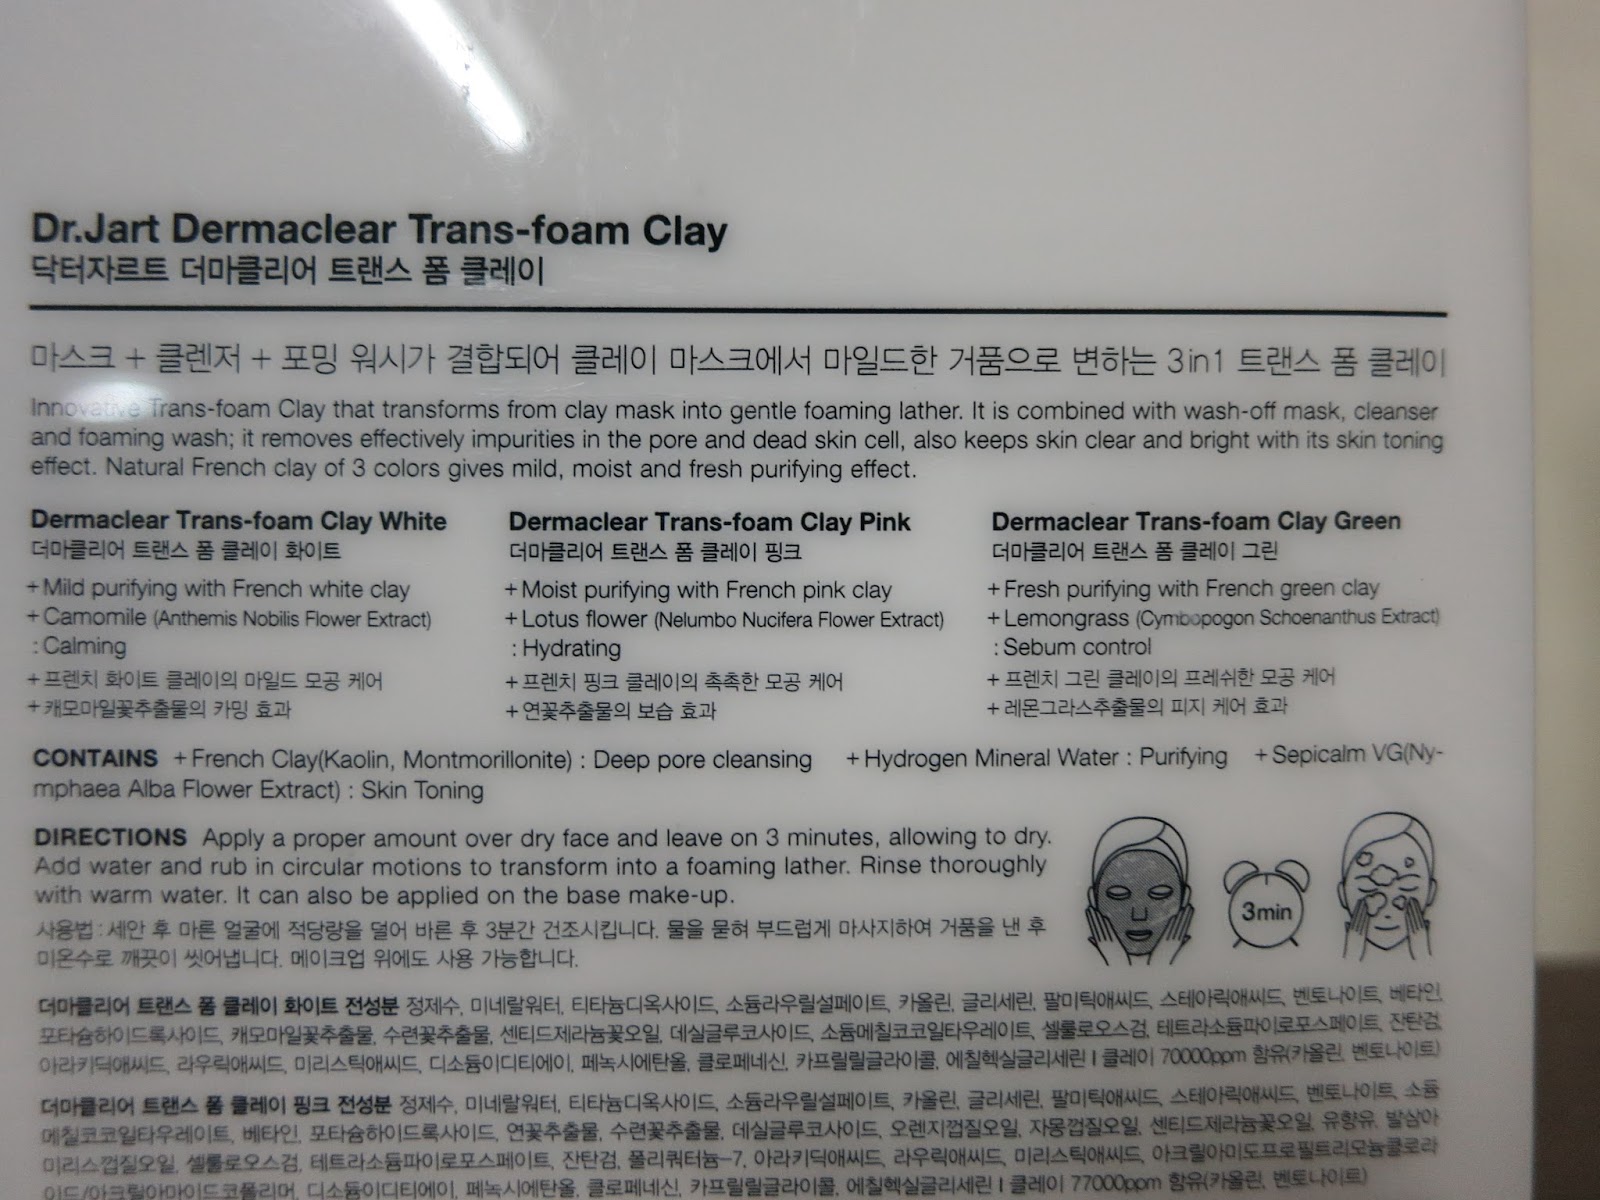 Dr.Jart Dermaclear Trans-foam Clay
닥터자르트 더마클리어 트랜스 폼 클레이
마스크 + 클렌저 + 포밍 워시가 결합되어 클레이 마스크에서 마일드한 거품으로 변하는 3in1 트랜스 폼 클레이
Innovative Trans-foam Clay that transforms from clay mask into gentle foaming lather. It is combined with wash-off mask, cleanser
and foaming wash; it removes effectively impurities in the pore and dead skin cell, also keeps skin clear and bright with its skin toning
effect. Natural French clay of 3 colors gives mild, moist and fresh purifying effect.
Dermaclear Trans-foam Clay White
더마클리어 트랜스 폼 클레이 화이트
+ Mild purifying with French white clay
+ Camomile (Anthemis Nobilis Flower Extract)
: Calming
+ 프렌치 화이트 클레이의 마일드 모공 케어
+ 캐모마일꽃추출물의 카밍 효과
Dermaclear Trans-foam Clay Pink
더마클리어 트랜스 폼 클레이 핑크
+ Moist purifying with French pink clay
+ Lotus flower (Nelumbo Nucifera Flower Extract)
: Hydrating
+ 프렌치 핑크 클레이의 촉촉한 모공 케어
+ 연꽃추출물의 보습 효과
Dermaclear Trans-foam Clay Green
더마클리어 트랜스 폼 클레이 그린
+ Fresh purifying with French green clay
+ Lemongrass (Cymbopogon Schoenanthus Extract)
: Sebum control
+ 프렌치 그린 클레이의 프레쉬한 모공 케어
+ 레몬그라스추출물의 피지 케어 효과
CONTAINS + French Clay(Kaolin, Montmorillonite) : Deep pore cleansing + Hydrogen Mineral Water : Purifying + Sepicalm VG(Ny-
mphaea Alba Flower Extract) : Skin Toning
DIRECTIONS Apply a proper amount over dry face and leave on 3 minutes, allowing to dry.
Add water and rub in circular motions to transform into a foaming lather. Rinse thoroughly
with warm water. It can also be applied on the base make-up.
사용법 : 세안 후 마른 얼굴에 적당량을 덜어 바른 후 3분간 건조시킵니다. 물을 묻혀 부드럽게 마사지하여 거품을 낸 후
미온수로 깨끗이 씻어냅니다. 메이크업 위에도 사용 가능합니다.
3min
더마클리어 트랜스 폼 클레이 화이트 전성분 정제수, 미네랄워터, 티타늄디옥사이드, 소듐라우릴설페이트, 카올린, 글리세린, 팔미틱애씨드, 스테아릭애씨드, 벤토나이트, 베타인,
포타슘하이드록사이드, 캐모마일꽃추출물, 수련꽃추출물, 센티드제라늄꽃오일, 데실글루코사이드, 소듐메칠코코일타우레이트, 셀룰로오스검, 테트라소듐파이로포스페이트, 잔탄검,
아라키딕애씨드, 라우릭애씨드, 미리스틱애씨드, 디소듐이디티에이, 페녹시에탄올, 클로페네신, 카프릴릴글라이콜, 에칠헥실글리세린 I 클레이 70000ppm 함유(카올린, 벤토나이트)
더마클리어 트랜스 폼 클레이 핑크 전성분 정제수, 미네랄워터, 티타늄디옥사이드, 소듐라우릴설페이트, 카올린, 글리세린, 팔미틱애씨드, 스테아릭애씨드, 벤토나이트, 소듐
메칠코코일타우레이트, 베타인, 포타슘하이드록사이드, 연꽃추출물, 수련꽃추출물, 데실글루코사이드, 오렌지껍질오일, 자몽껍질오일, 센티드제라늄꽃오일, 유향유, 발삼아
미리스껍질오일, 셀룰로오스검, 테트라소듐파이로포스페이트, 잔탄검, 폴리쿼터늄-7, 아라키딕애씨드, 라우릭애씨드, 미리스틱애씨드, 아크릴아미도프로필트리모늄클로라
이드/아크릴아마이드코폴리머, 디소듐이디티에이, 페녹시에탄올, 클로페네신, 카프릴릴글라이콜, 에칠헥실글리세린 I 클레이 77000ppm 함유(카올린, 벤토나이트)